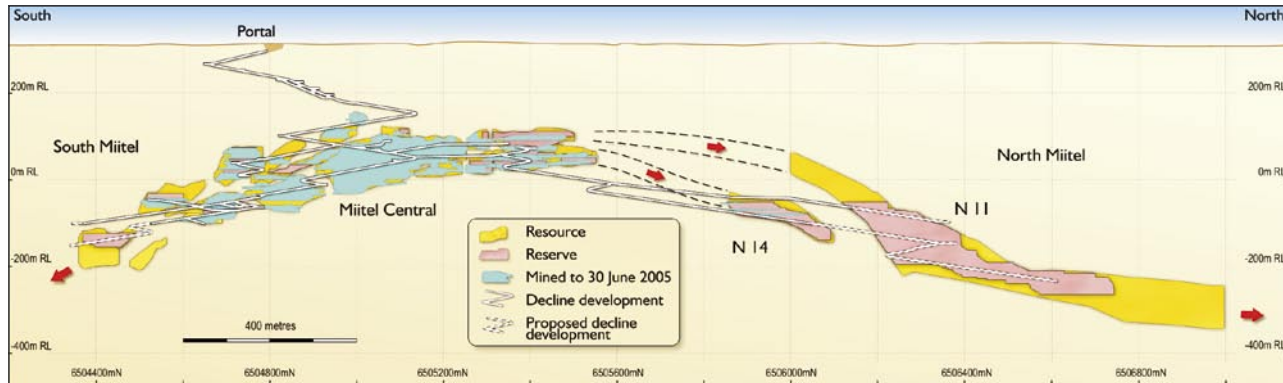 South
North
Portal
200m RL
200m RL
South Miitel
North Miitel
0m RL
0m RL
Miitel Central
N 14
N 11
Resource
Reserve
Mined to 30 June 2005
Decline development
Proposed decline
development
-200m RL
-200m RL
400 metres
-400m RL
-400m RL
6504400mN
6504800mN
6505200mN
6505600mN
6506000mN
6506400mN
6506800mN